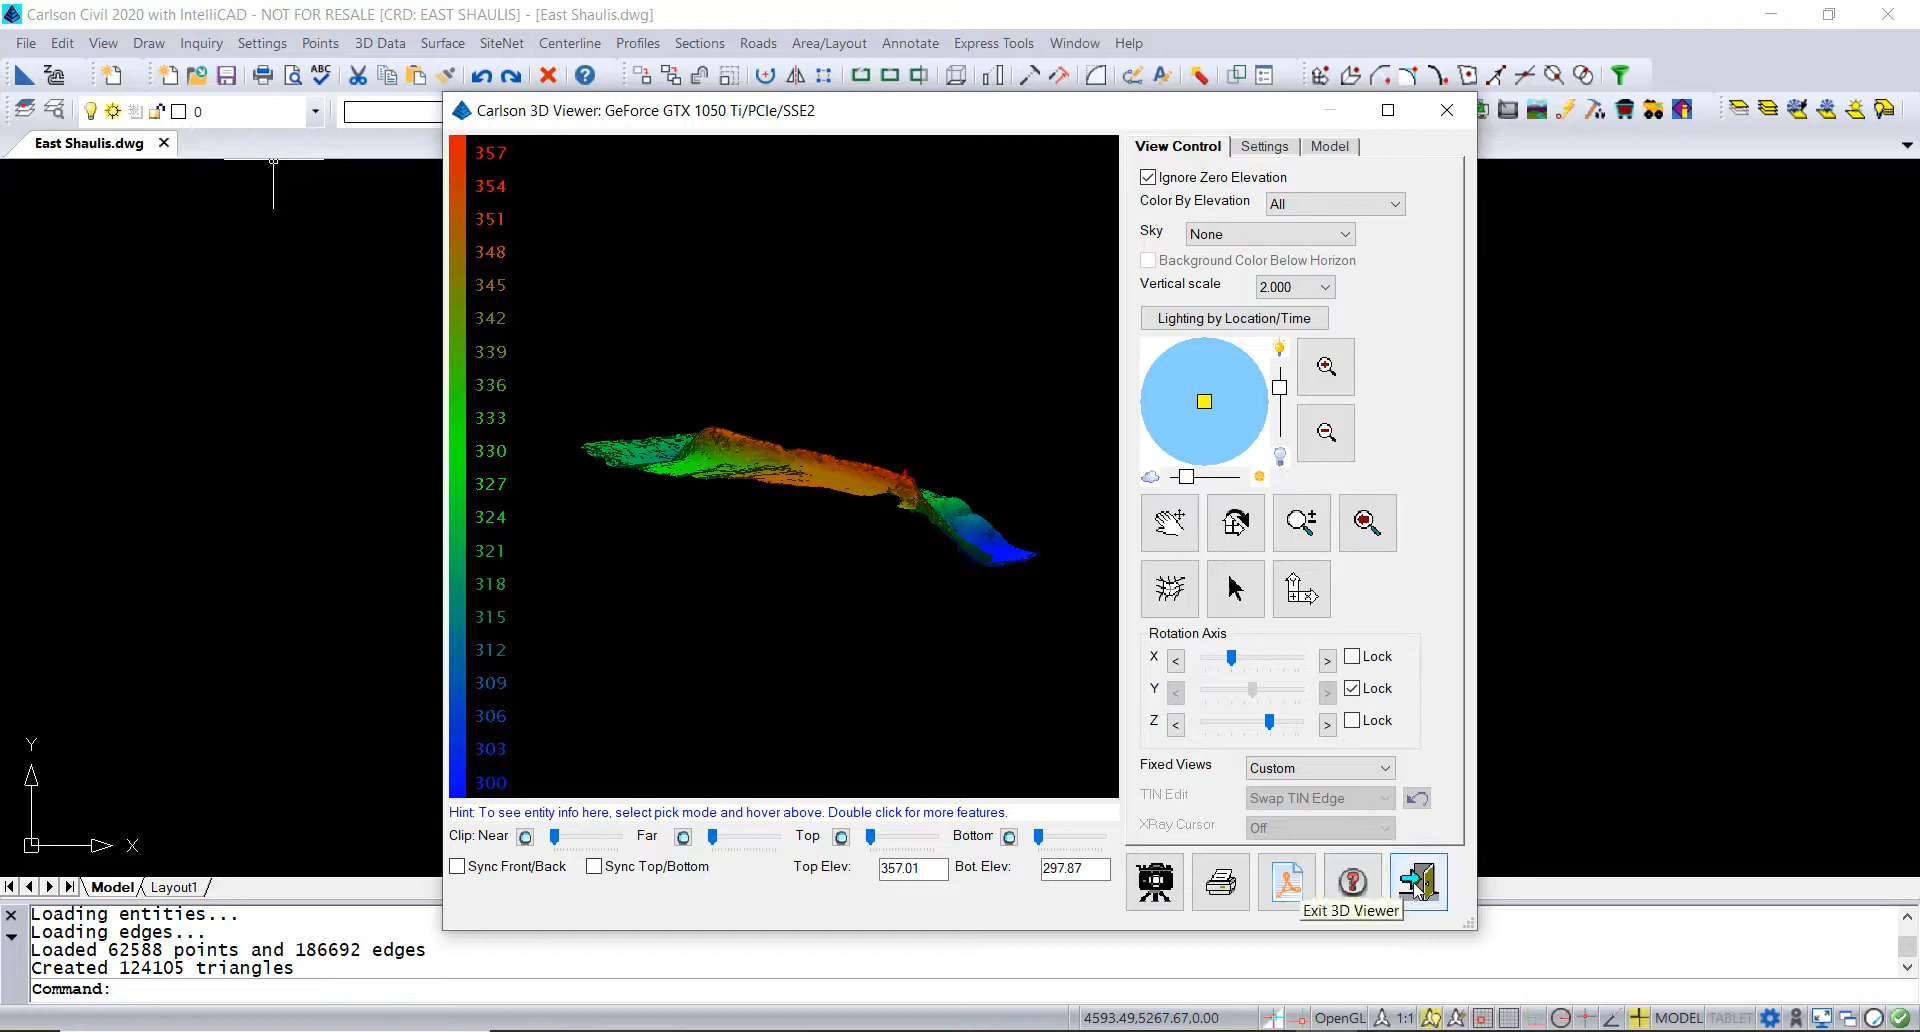 Carlson Civil 2020 with IntelliCAD - NOT FOR RESALE [CRD: EAST SHAULIS] - [East Shaulis.dwg]
File Edit View Draw Inquiry Settings Points 3D Data Surface SiteNet Centerline Profiles Sections Roads Area/Layout Annotate Express Tools Window Help
ABC
0
East Shaulis.dwg
Carlson 3D Viewer: GeForce GTX 1050 Ti/PCIe/SSE2
357
354
351
348
345
342
339
336
333
330
327
324
321
318
315
312
309
306
303
300
View Control Settings Model
Ignore Zero Elevation
Color By Elevation All
Sky None
Background Color Below Horizon
Vertical scale 2.000
Lighting by Location/Time
Rotation Axis
X < > Lock
Y < > Lock
Z < > Lock
Fixed Views Custom
TIN Edit Swap TIN Edge
XRay Cursor Off
Hint: To see entity info here, select pick mode and hover above. Double click for more features.
Clip: Near Far Top Bottom
Sync Front/Back Sync Top/Bottom Top Elev: 357.01 Bot. Elev: 297.87
Exit 3D Viewer
Y
X
Model Layout1
Loading entities...
Loading edges...
Loaded 62588 points and 186692 edges
Created 124105 triangles
Command:
4593.49,5267.67,0.00 OpenGL 1:1 MODEL TABLET